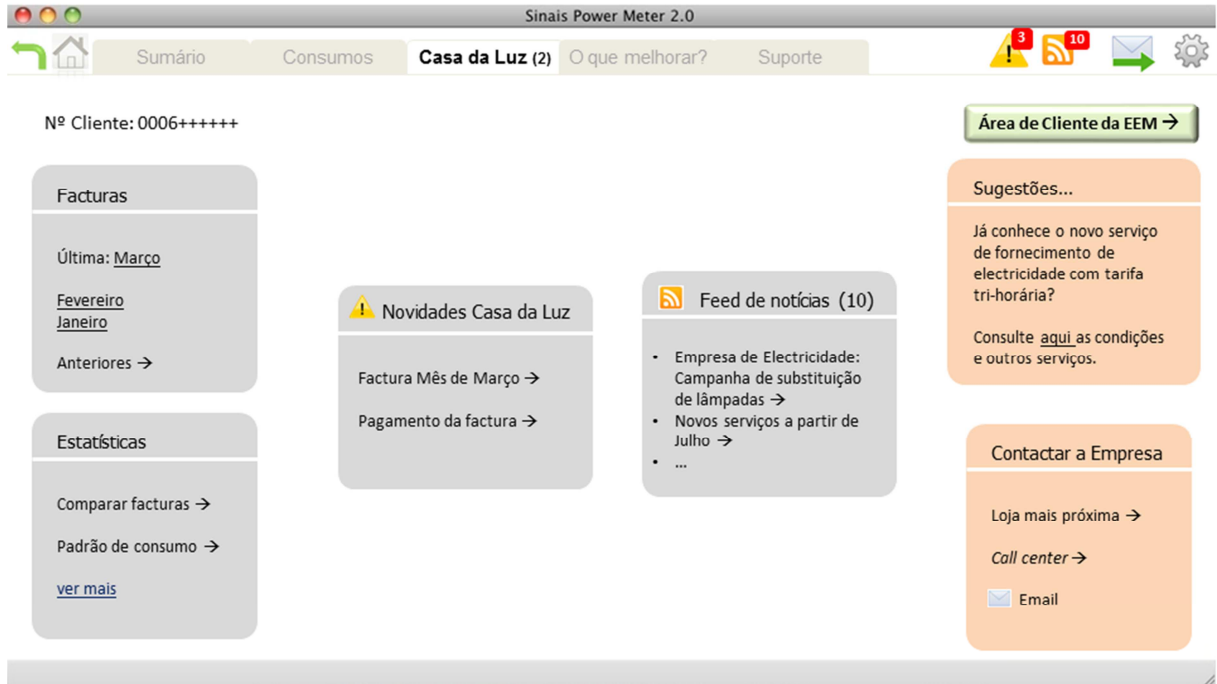 Sinais Power Meter 2.0
Sumário
Consumos
Casa da Luz (2)
O que melhorar?
Suporte
3
10
Nº Cliente: 0006++++++
Área de Cliente da EEM →
Facturas
Última: Março
Fevereiro
Janeiro
Anteriores →
Estatísticas
Comparar facturas →
Padrão de consumo →
ver mais
Novidades Casa da Luz
Factura Mês de Março →
Pagamento da factura →
Feed de notícias (10)
• Empresa de Electricidade:
Campanha de substituição
de lâmpadas →
• Novos serviços a partir de
Julho →
• ...
Sugestões...
Já conhece o novo serviço
de fornecimento de
electricidade com tarifa
tri-horária?
Consulte aqui as condições
e outros serviços.
Contactar a Empresa
Loja mais próxima →
Call center →
Email